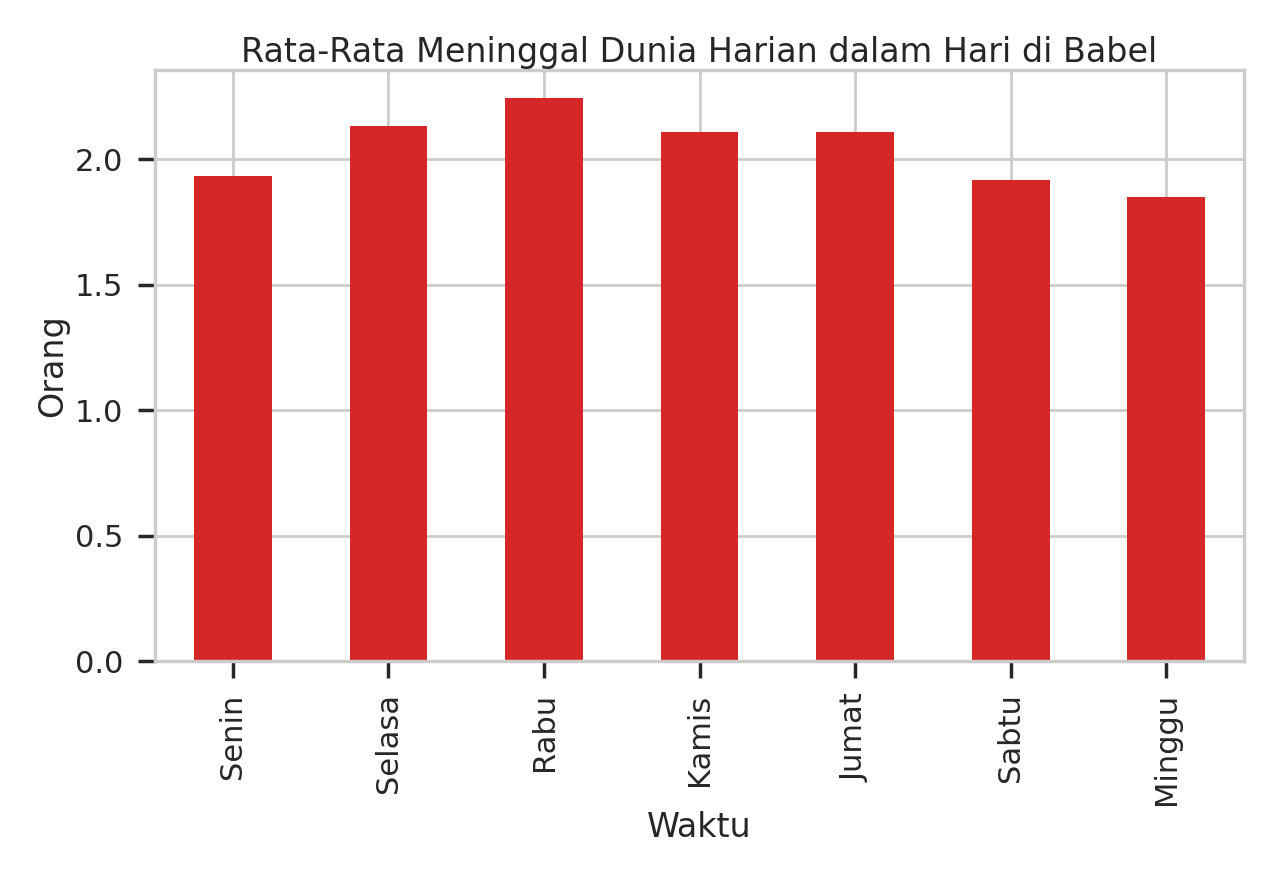 Rata-Rata Meninggal Dunia Harian dalam Hari di Babel
Orang
2.0
1.5
1.0
0.5
0.0
Senin
Selasa
Rabu
Kamis
Jumat
Sabtu
Minggu
Waktu